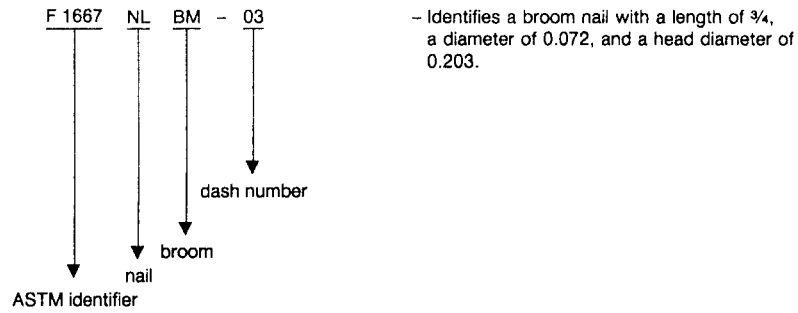 F 1667 NL BM - 03
– Identifies a broom nail with a length of ¾,
a diameter of 0.072, and a head diameter of
0.203.
dash number
broom
nail
ASTM identifier